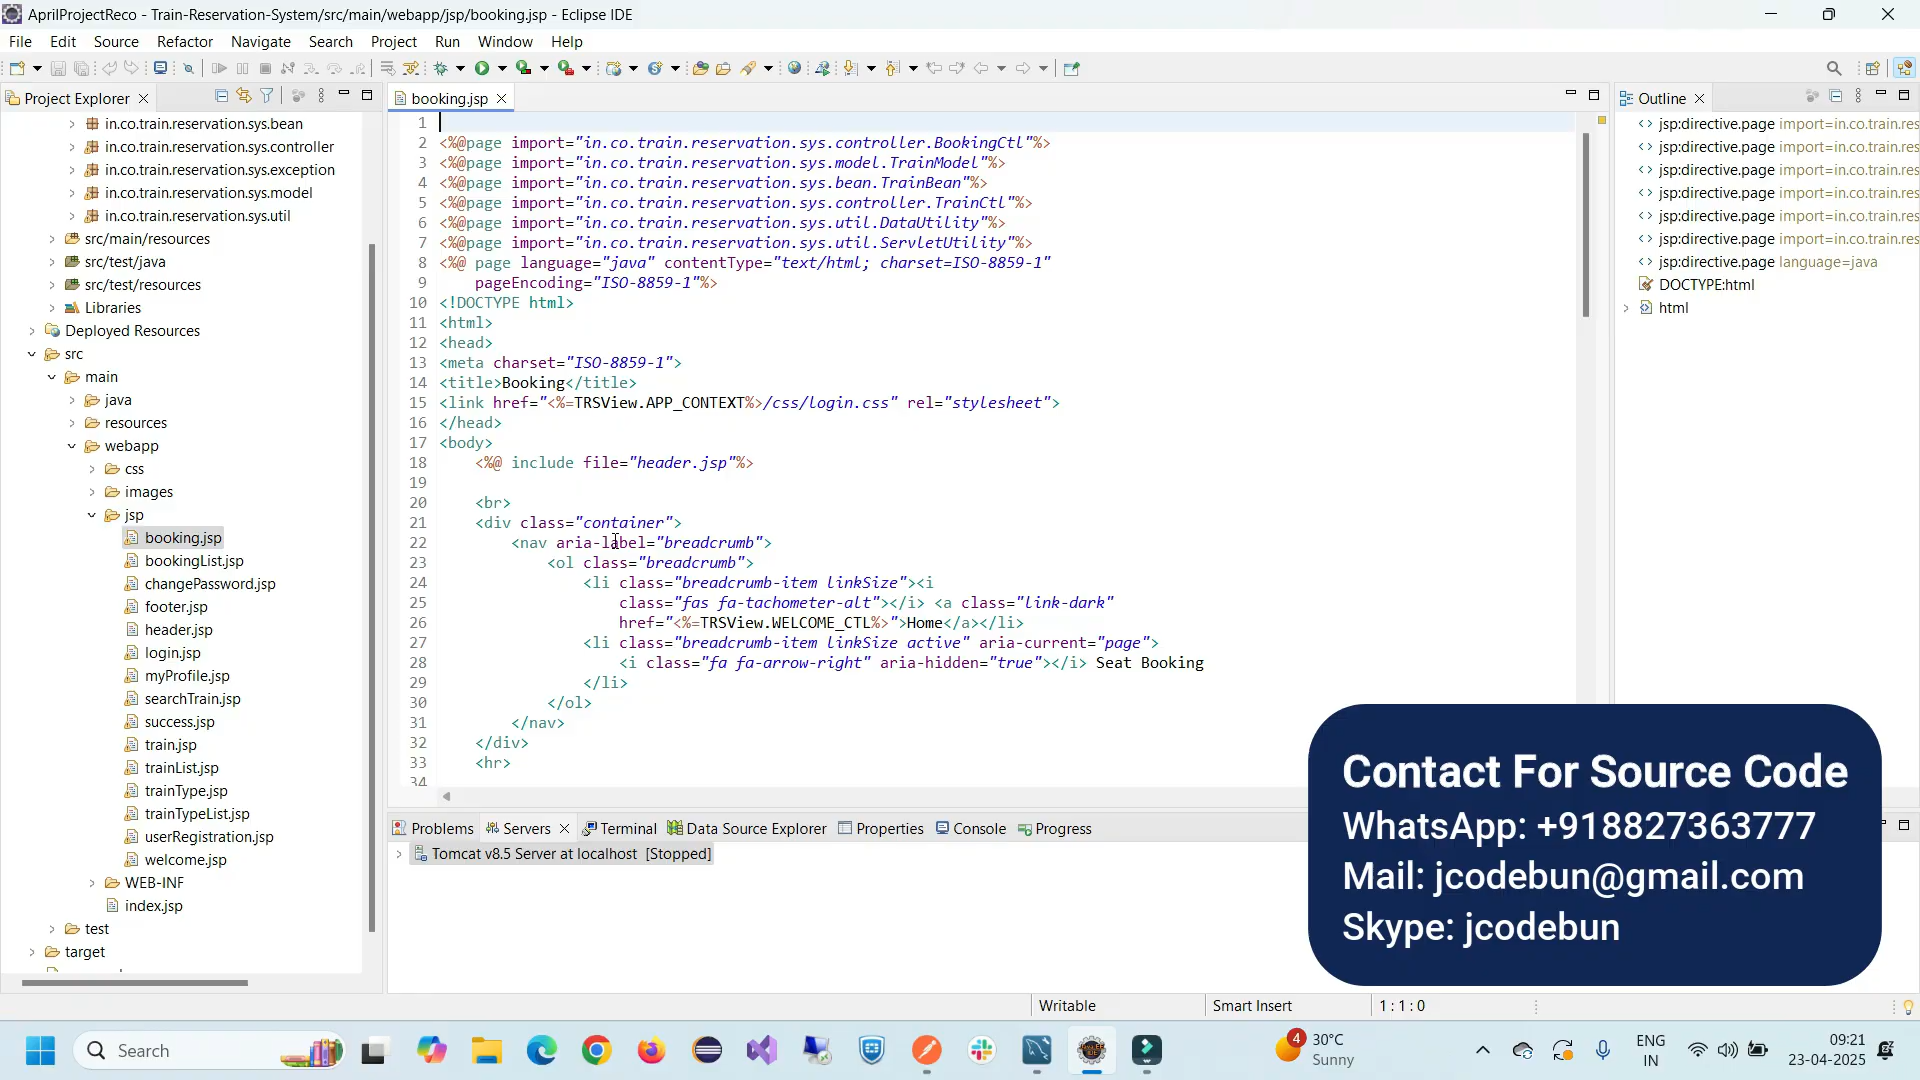 AprilProjectReco - Train-Reservation-System/src/main/webapp/jsp/booking.jsp - Eclipse IDE
File Edit Source Refactor Navigate Search Project Run Window Help
Project Explorer
in.co.train.reservation.sys.bean
in.co.train.reservation.sys.controller
in.co.train.reservation.sys.exception
in.co.train.reservation.sys.model
in.co.train.reservation.sys.util
src/main/resources
src/test/java
src/test/resources
Libraries
Deployed Resources
src
main
java
resources
webapp
css
images
jsp
booking.jsp
bookingList.jsp
changePassword.jsp
footer.jsp
header.jsp
login.jsp
myProfile.jsp
searchTrain.jsp
success.jsp
train.jsp
trainList.jsp
trainType.jsp
trainTypeList.jsp
userRegistration.jsp
welcome.jsp
WEB-INF
index.jsp
test
target
booking.jsp
1
2 <%@page import="in.co.train.reservation.sys.controller.BookingCtl"%>
3 <%@page import="in.co.train.reservation.sys.model.TrainModel"%>
4 <%@page import="in.co.train.reservation.sys.bean.TrainBean"%>
5 <%@page import="in.co.train.reservation.sys.controller.TrainCtl"%>
6 <%@page import="in.co.train.reservation.sys.util.DataUtility"%>
7 <%@page import="in.co.train.reservation.sys.util.ServletUtility"%>
8 <%@ page language="java" contentType="text/html; charset=ISO-8859-1"
9 pageEncoding="ISO-8859-1"%>
10 <!DOCTYPE html>
11 <html>
12 <head>
13 <meta charset="ISO-8859-1">
14 <title>Booking</title>
15 <link href="<%=TRSView.APP_CONTEXT%>/css/login.css" rel="stylesheet">
16 </head>
17 <body>
18 <%@ include file="header.jsp"%>
19
20 <br>
21 <div class="container">
22 <nav aria-label="breadcrumb">
23 <ol class="breadcrumb">
24 <li class="breadcrumb-item linkSize"><i
25 class="fas fa-tachometer-alt"></i> <a class="link-dark"
26 href="<%=TRSView.WELCOME_CTL%>">Home</a></li>
27 <li class="breadcrumb-item linkSize active" aria-current="page">
28 <i class="fa fa-arrow-right" aria-hidden="true"></i> Seat Booking
29 </li>
30 </ol>
31 </nav>
32 </div>
33 <hr>
34
Outline
jsp:directive.page import=in.co.train.res
jsp:directive.page import=in.co.train.res
jsp:directive.page import=in.co.train.res
jsp:directive.page import=in.co.train.res
jsp:directive.page import=in.co.train.res
jsp:directive.page import=in.co.train.res
jsp:directive.page language=java
DOCTYPE:html
html
Problems Servers Terminal Data Source Explorer Properties Console Progress
Tomcat v8.5 Server at localhost [Stopped]
Contact For Source Code
WhatsApp: +918827363777
Mail: jcodebun@gmail.com
Skype: jcodebun
Writable Smart Insert 1 : 1 : 0
Search
4
30°C
Sunny
ENG
IN
09:21
23-04-2025